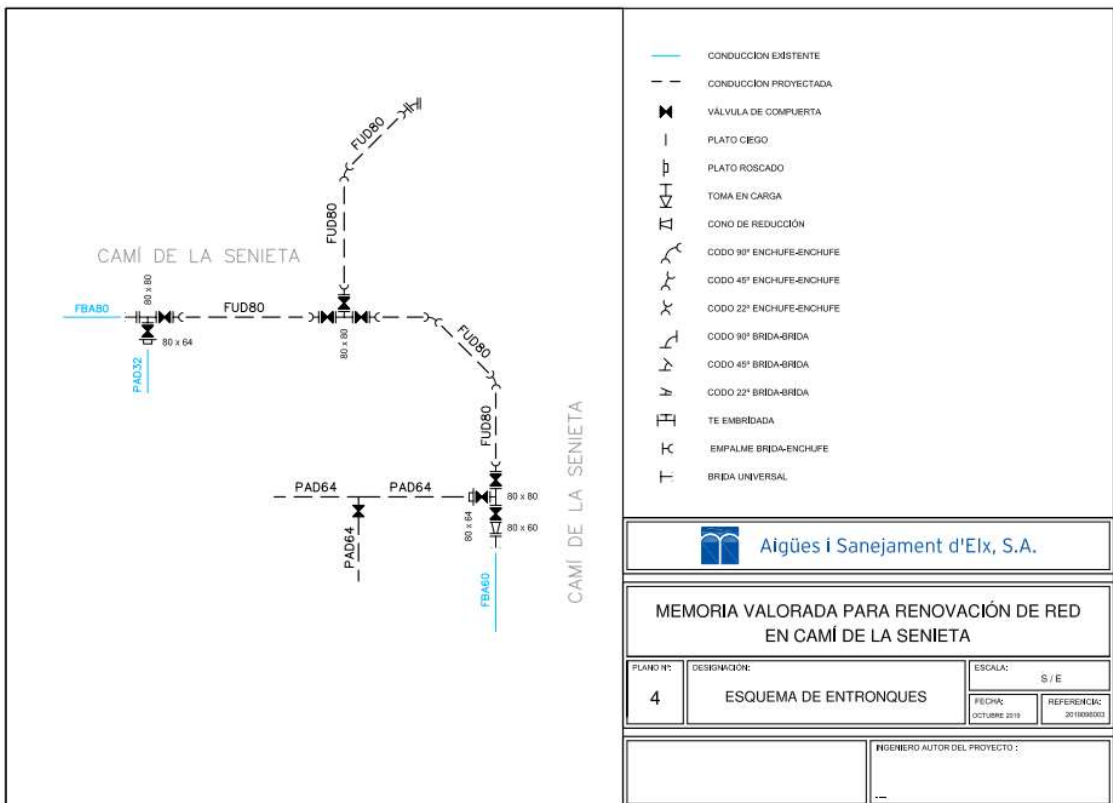 FUD80
FUD80
CAMÍ DE LA SENIETA
80 x 80
FBA80
FUD80
80 x 64
PAD32
80 x 80
FUD80
FUD80
CAMÍ DE LA SENIETA
PAD64
PAD64
80 x 80
80 x 64
80 x 60
PAD64
FBA60
CONDUCCION EXISTENTE
CONDUCCION PROYECTADA
VÁLVULA DE COMPUERTA
PLATO CIEGO
PLATO ROSCADO
TOMA EN CARGA
CONO DE REDUCCIÓN
CODO 90º ENCHUFE-ENCHUFE
CODO 45º ENCHUFE-ENCHUFE
CODO 22º ENCHUFE-ENCHUFE
CODO 90º BRIDA-BRIDA
CODO 45º BRIDA-BRIDA
CODO 22º BRIDA-BRIDA
TE EMBRIDADA
EMPALME BRIDA-ENCHUFE
BRIDA UNIVERSAL
Aigües i Sanejament d'Elx, S.A.
MEMORIA VALORADA PARA RENOVACIÓN DE RED
EN CAMÍ DE LA SENIETA
PLANO Nº:
4
DESIGNACIÓN:
ESQUEMA DE ENTRONQUES
ESCALA:
S / E
FECHA:
OCTUBRE 2019
REFERENCIA:
INGENIERO AUTOR DEL PROYECTO :